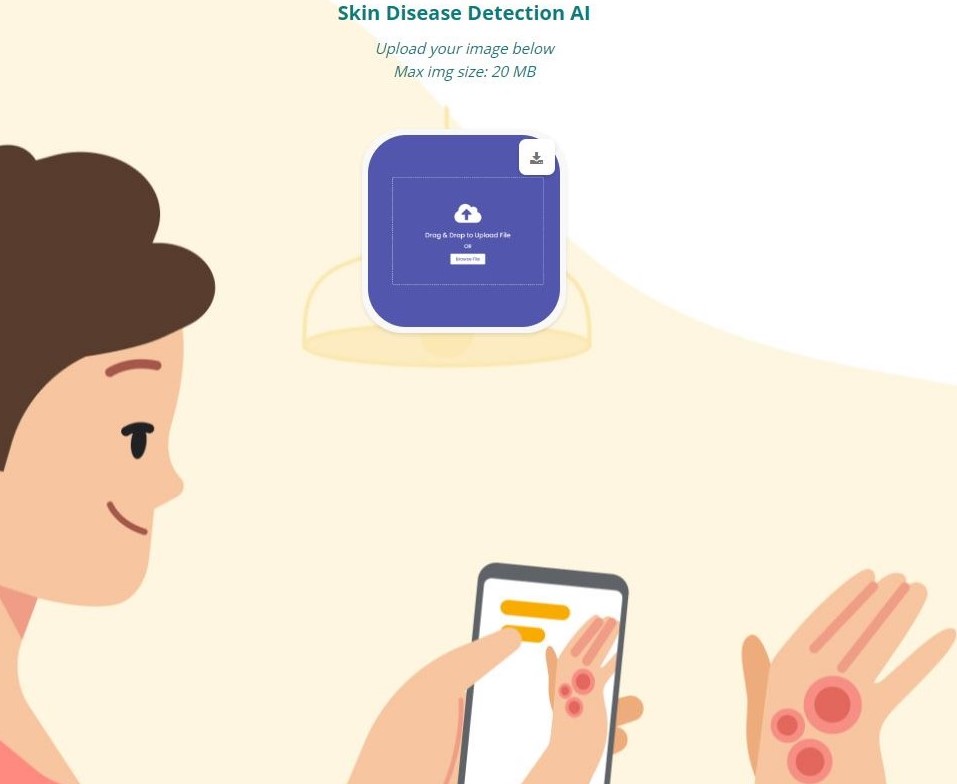 Skin Disease Detection AI
Upload your image below
Max img size: 20 MB
Drag & Drop to Upload File
OR
Browse File